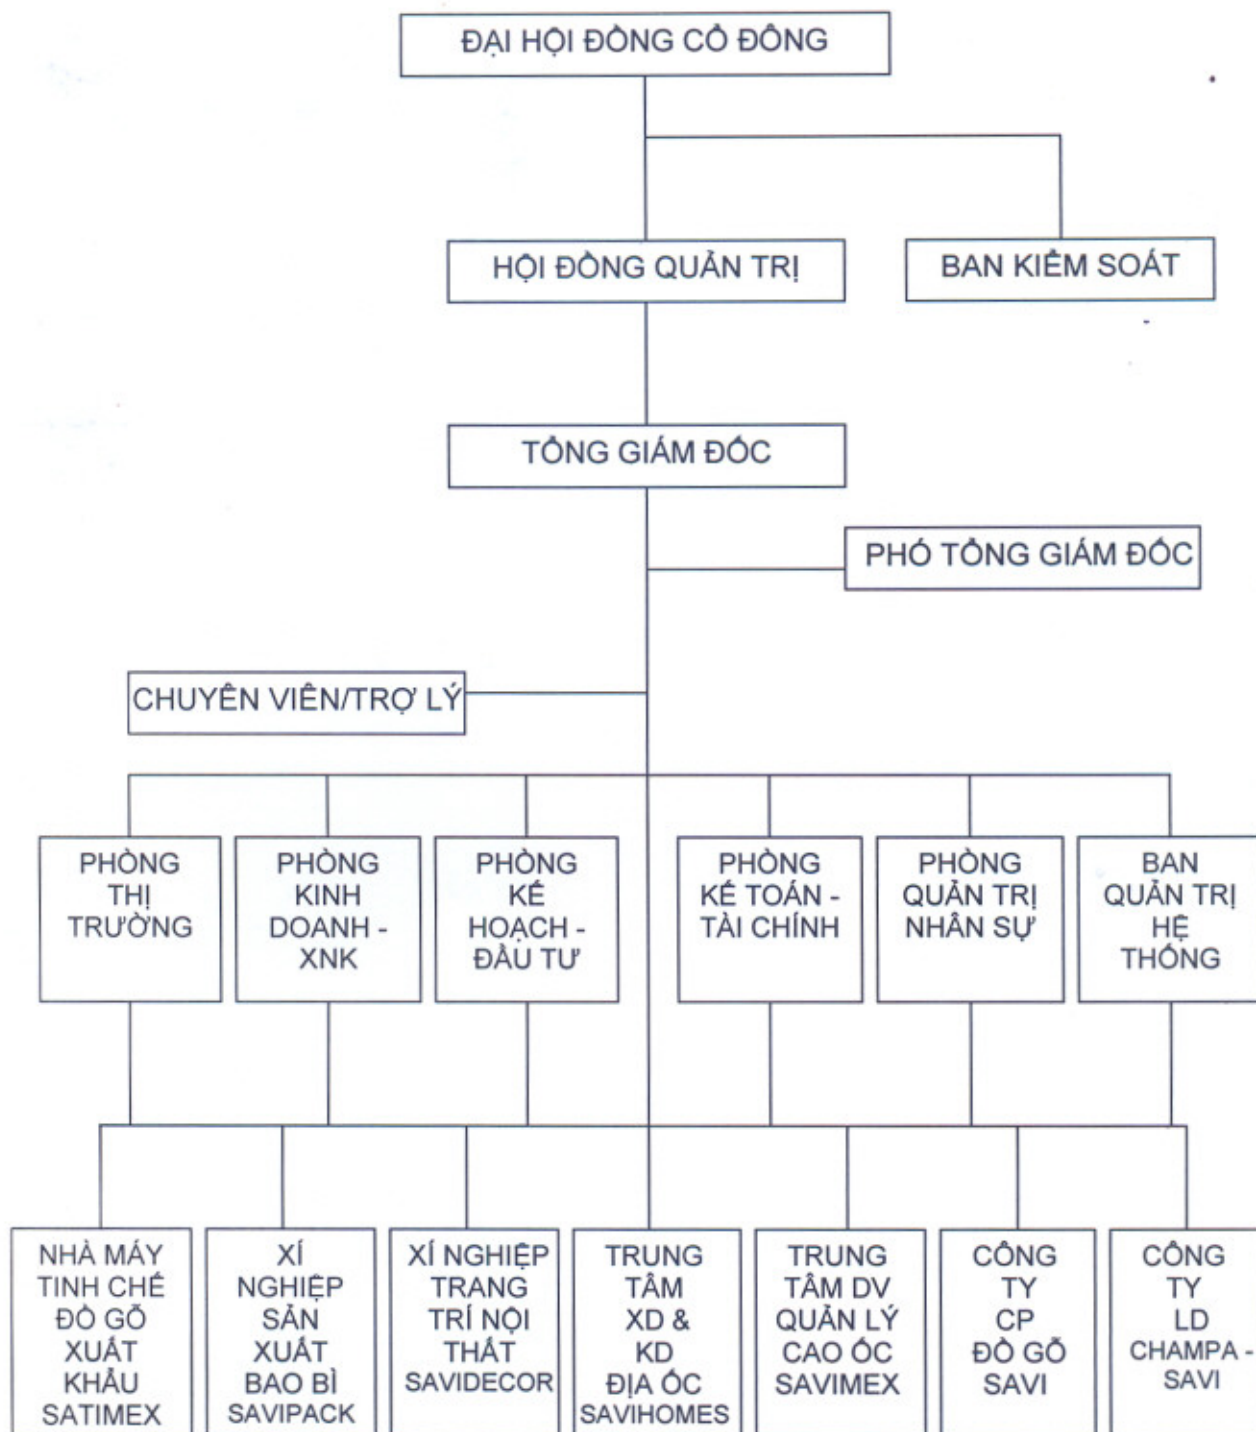 ĐẠI HỘI ĐỒNG CỔ ĐÔNG
HỘI ĐỒNG QUẢN TRỊ
BAN KIỂM SOÁT
TỔNG GIÁM ĐỐC
PHÓ TỔNG GIÁM ĐỐC
CHUYÊN VIÊN/TRỢ LÝ
PHÒNG
THỊ
TRƯỜNG
PHÒNG
KINH
DOANH -
XNK
PHÒNG
KẾ
HOẠCH -
ĐẦU TƯ
PHÒNG
KẾ TOÁN -
TÀI CHÍNH
PHÒNG
QUẢN TRỊ
NHÂN SỰ
BAN
QUẢN TRỊ
HỆ
THỐNG
NHÀ MÁY
TINH CHẾ
ĐỒ GỖ
XUẤT
KHẨU
SATIMEX
XÍ
NGHIỆP
SẢN
XUẤT
BAO BÌ
SAVIPACK
XÍ NGHIỆP
TRANG
TRÍ NỘI
THẤT
SAVIDECOR
TRUNG
TÂM
XD &
KD
ĐỊA ỐC
SAVIHOMES
TRUNG
TÂM DV
QUẢN LÝ
CAO ỐC
SAVIMEX
CÔNG
TY
CP
ĐỒ GỖ
SAVI
CÔNG
TY
LD
CHAMPA -
SAVI